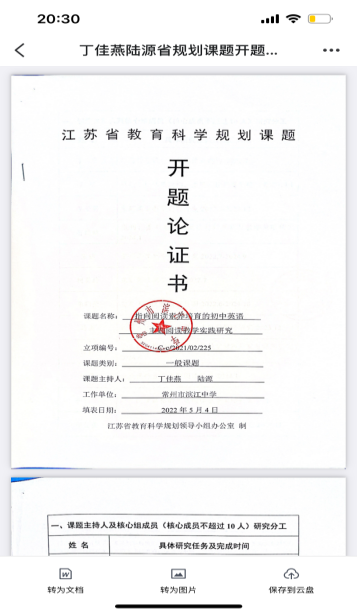 20:30
丁佳燕陆源省规划课题开题...
江苏省教育科学规划课题
开
题
论
证
书
课题名称: 指向阅读素养培育的初中英语
主题阅读教学实践研究
立项编号: C-c/2021/02/225
课题类别: 一般课题
课题主持人: 丁佳燕 陆源
工作单位: 常州市滨江中学
填表日期: 2022 年 5 月 4 日
江苏省教育科学规划领导小组办公室 制
一、课题主持人及核心组成员（核心成员不超过 10 人）研究分工
姓 名 具体研究任务及完成时间
转为文档 转为图片 保存到云盘